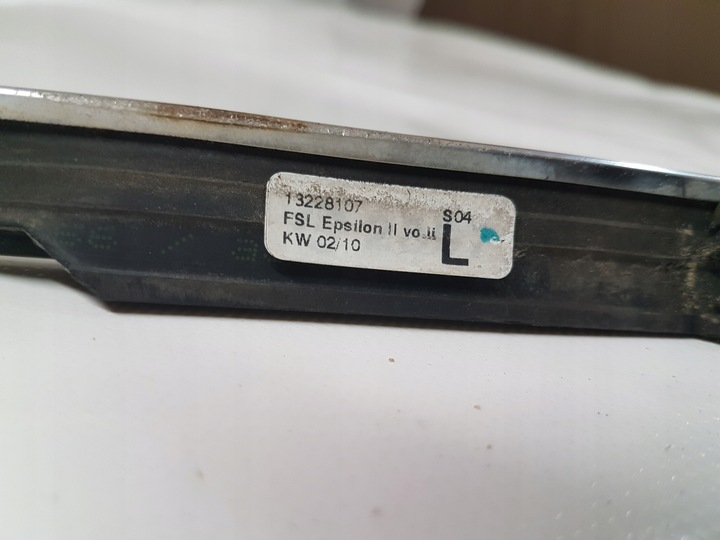 13228107
S04
FSL Epsilon II vo.li
KW 02/10
L